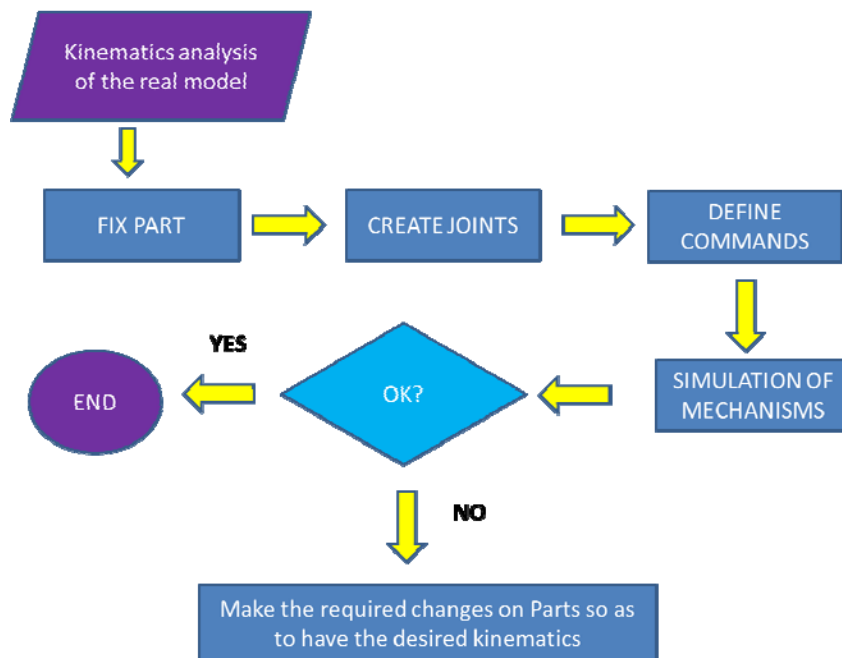 Kinematics analysis
of the real model
FIX PART
CREATE JOINTS
DEFINE
COMMANDS
SIMULATION OF
MECHANISMS
OK?
YES
END
NO
Make the required changes on Parts so as
to have the desired kinematics